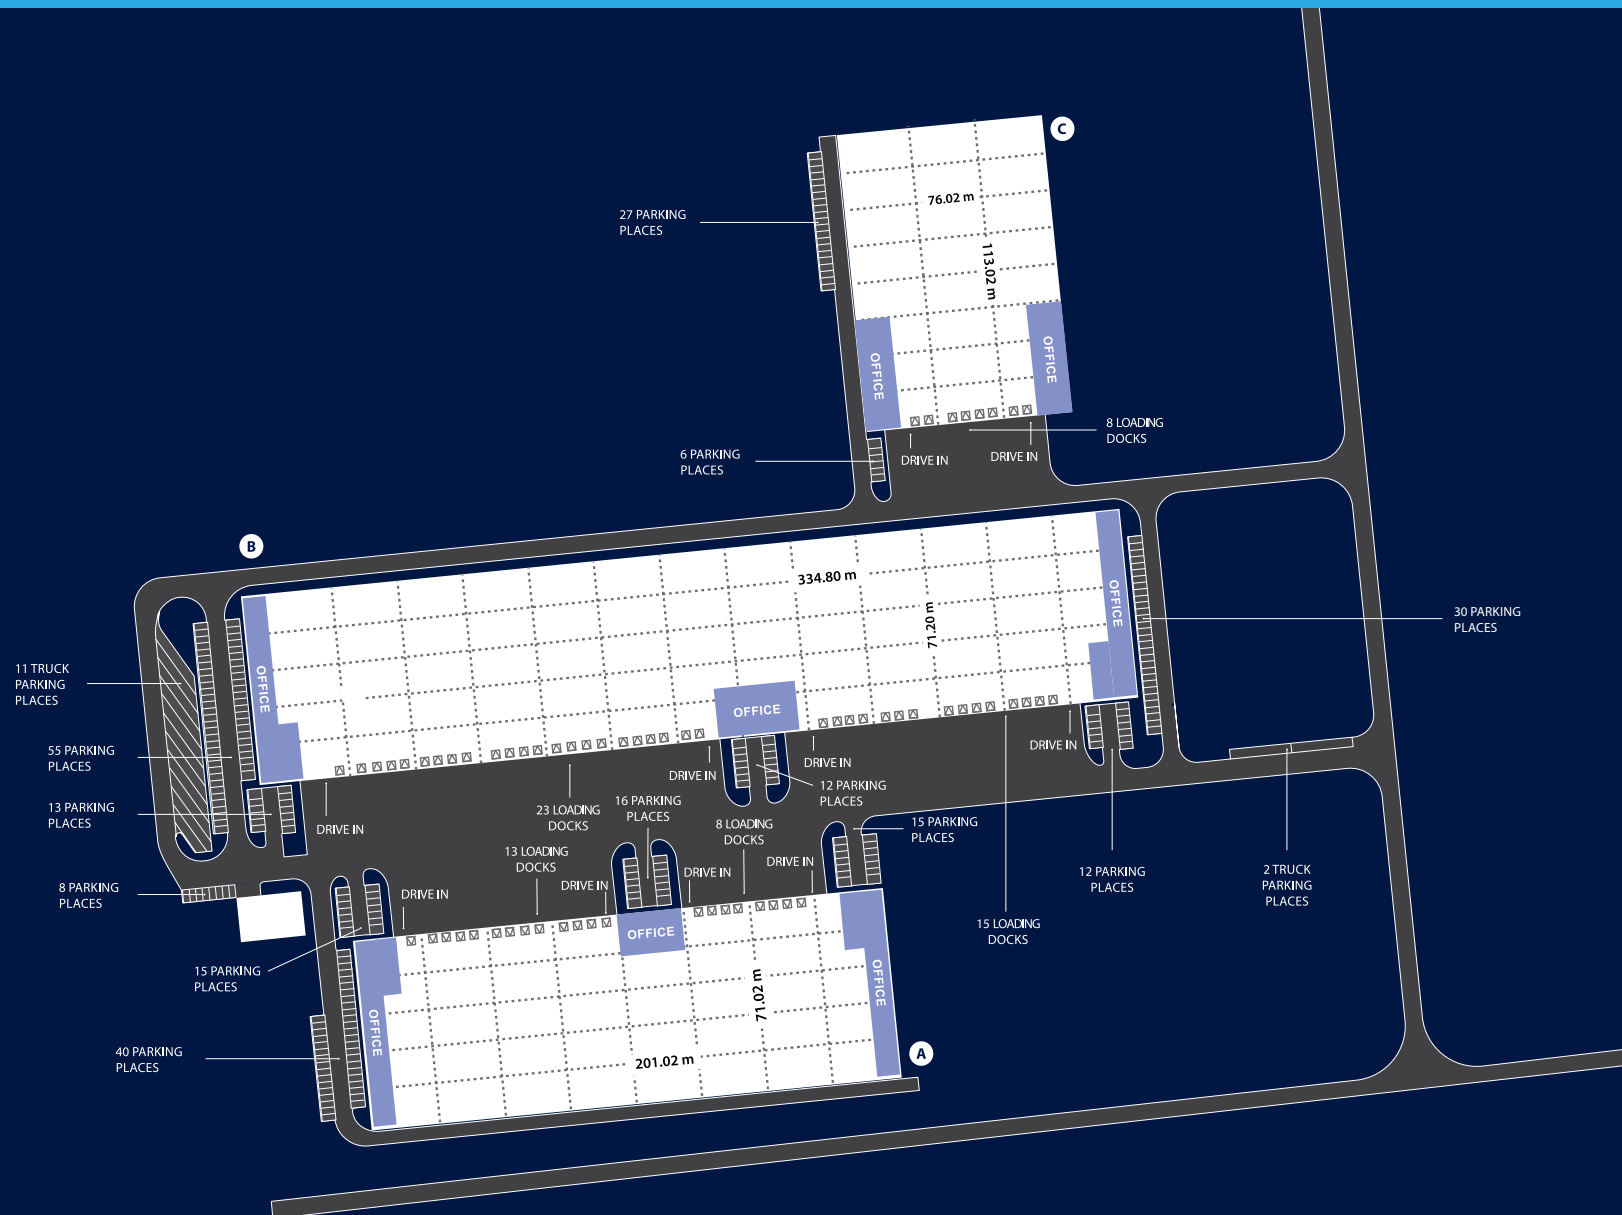 C
27 PARKING
PLACES
76.02 m
113.02 m
OFFICE
OFFICE
8 LOADING
DOCKS
6 PARKING
PLACES
DRIVE IN
DRIVE IN
B
334.80 m
71.20 m
OFFICE
30 PARKING
PLACES
11 TRUCK
PARKING
PLACES
OFFICE
OFFICE
55 PARKING
PLACES
DRIVE IN
DRIVE IN
DRIVE IN
12 PARKING
PLACES
13 PARKING
PLACES
DRIVE IN
23 LOADING
DOCKS
16 PARKING
PLACES
8 LOADING
DOCKS
15 PARKING
PLACES
13 LOADING
DOCKS
DRIVE IN
DRIVE IN
DRIVE IN
DRIVE IN
12 PARKING
PLACES
2 TRUCK
PARKING
PLACES
8 PARKING
PLACES
15 LOADING
DOCKS
OFFICE
15 PARKING
PLACES
OFFICE
OFFICE
71.02 m
201.02 m
40 PARKING
PLACES
A